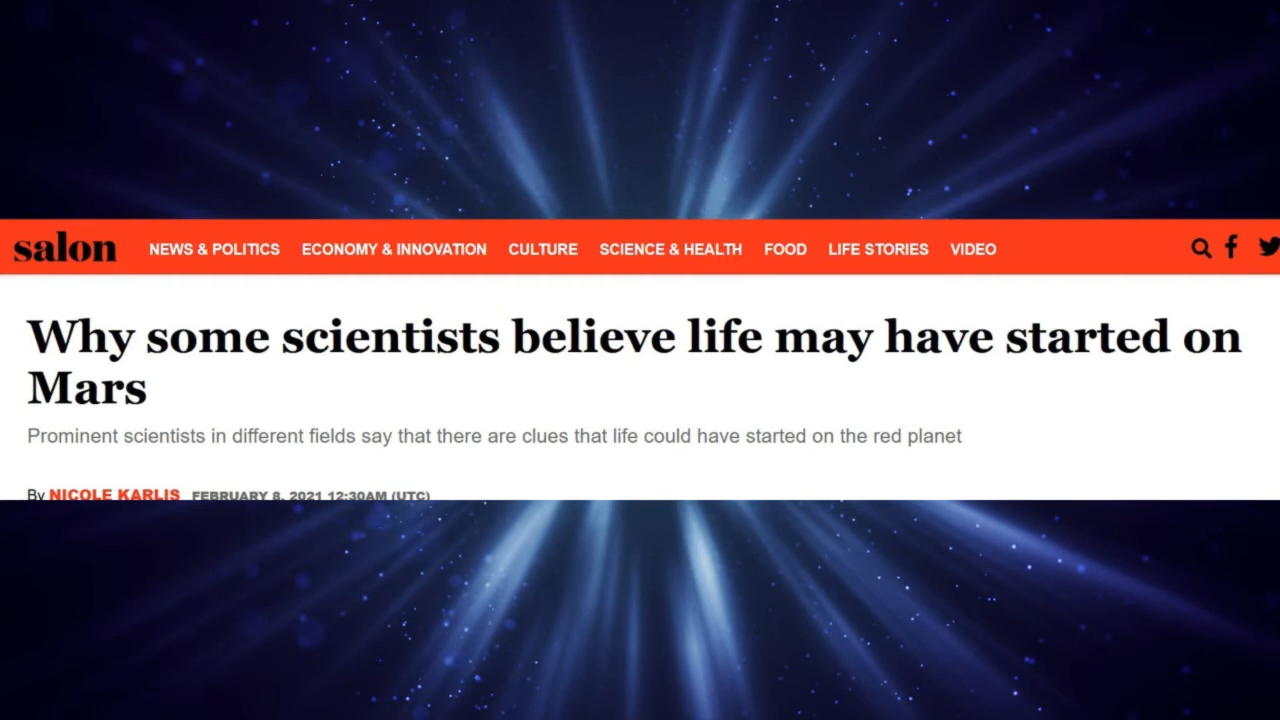 salon NEWS & POLITICS ECONOMY & INNOVATION CULTURE SCIENCE & HEALTH FOOD LIFE STORIES VIDEO
Why some scientists believe life may have started on
Mars
Prominent scientists in different fields say that there are clues that life could have started on the red planet
By NICOLE KARLIS FEBRUARY 8, 2021 12:30AM (UTC)